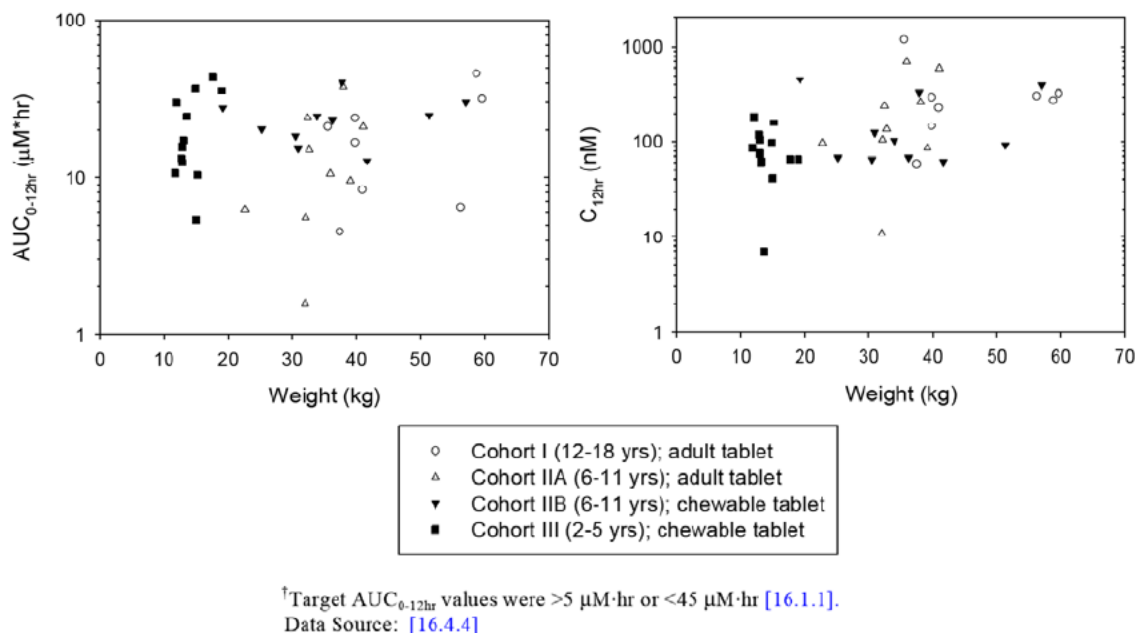 100
10
1
AUC0-12hr (μM*hr)
0 10 20 30 40 50 60 70
Weight (kg)
1000
100
10
1
C12hr (nM)
0 10 20 30 40 50 60 70
Weight (kg)
Cohort I (12-18 yrs); adult tablet
Cohort IIA (6-11 yrs); adult tablet
Cohort IIB (6-11 yrs); chewable tablet
Cohort III (2-5 yrs); chewable tablet
†Target AUC0-12hr values were >5 μM·hr or <45 μM·hr [16.1.1].
Data Source: [16.4.4]